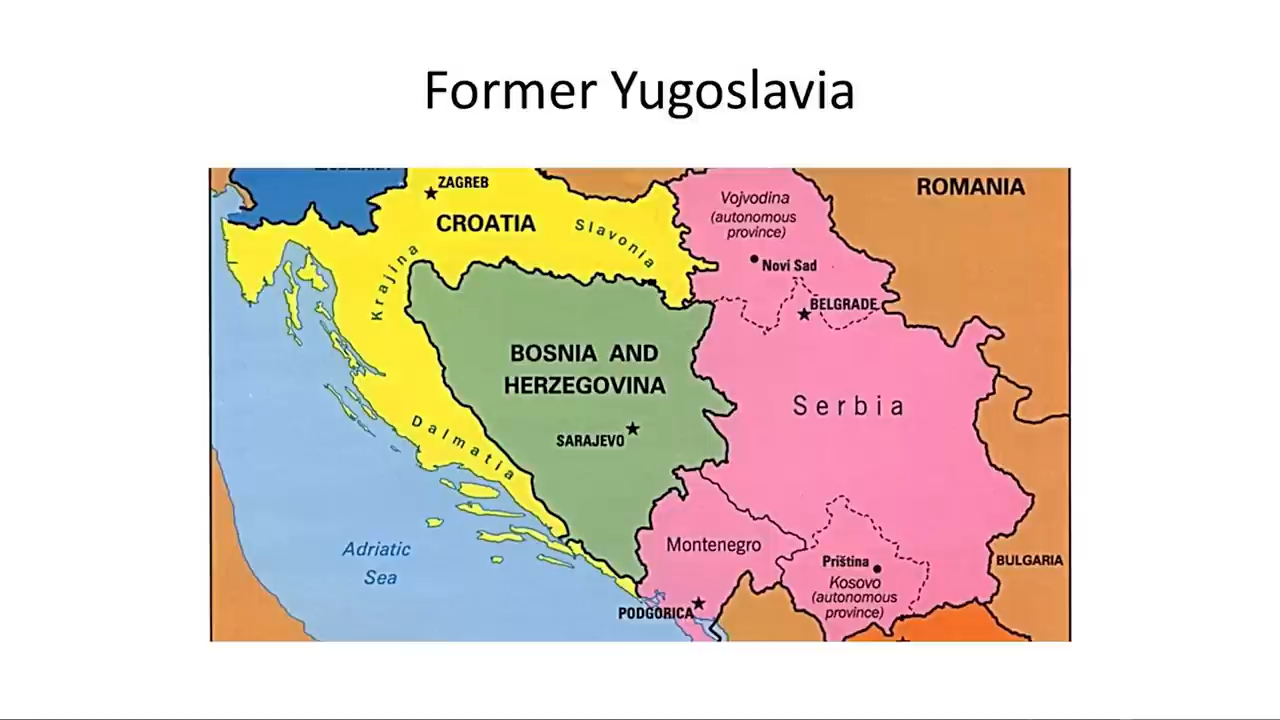 Former Yugoslavia
ZAGREB
CROATIA
Slavonia
Krajina
Vojvodina
(autonomous
province)
Novi Sad
ROMANIA
BELGRADE
BOSNIA AND
HERZEGOVINA
SARAJEVO
Serbia
Dalmatia
Adriatic
Sea
Montenegro
PODGORICA
Priština
Kosovo
(autonomous
province)
BULGARIA